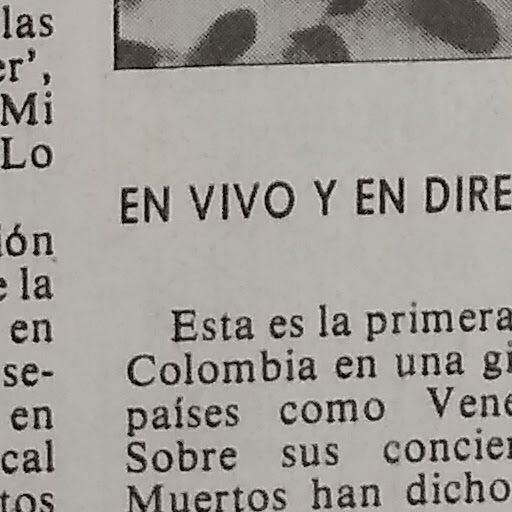 las
er',
Mi
Lo
ión
e la
en
se-
en
cal
tos
EN VIVO Y EN DIRE
Esta es la primera
Colombia en una gi
países como Vene
Sobre sus concier
Muertos han dicho